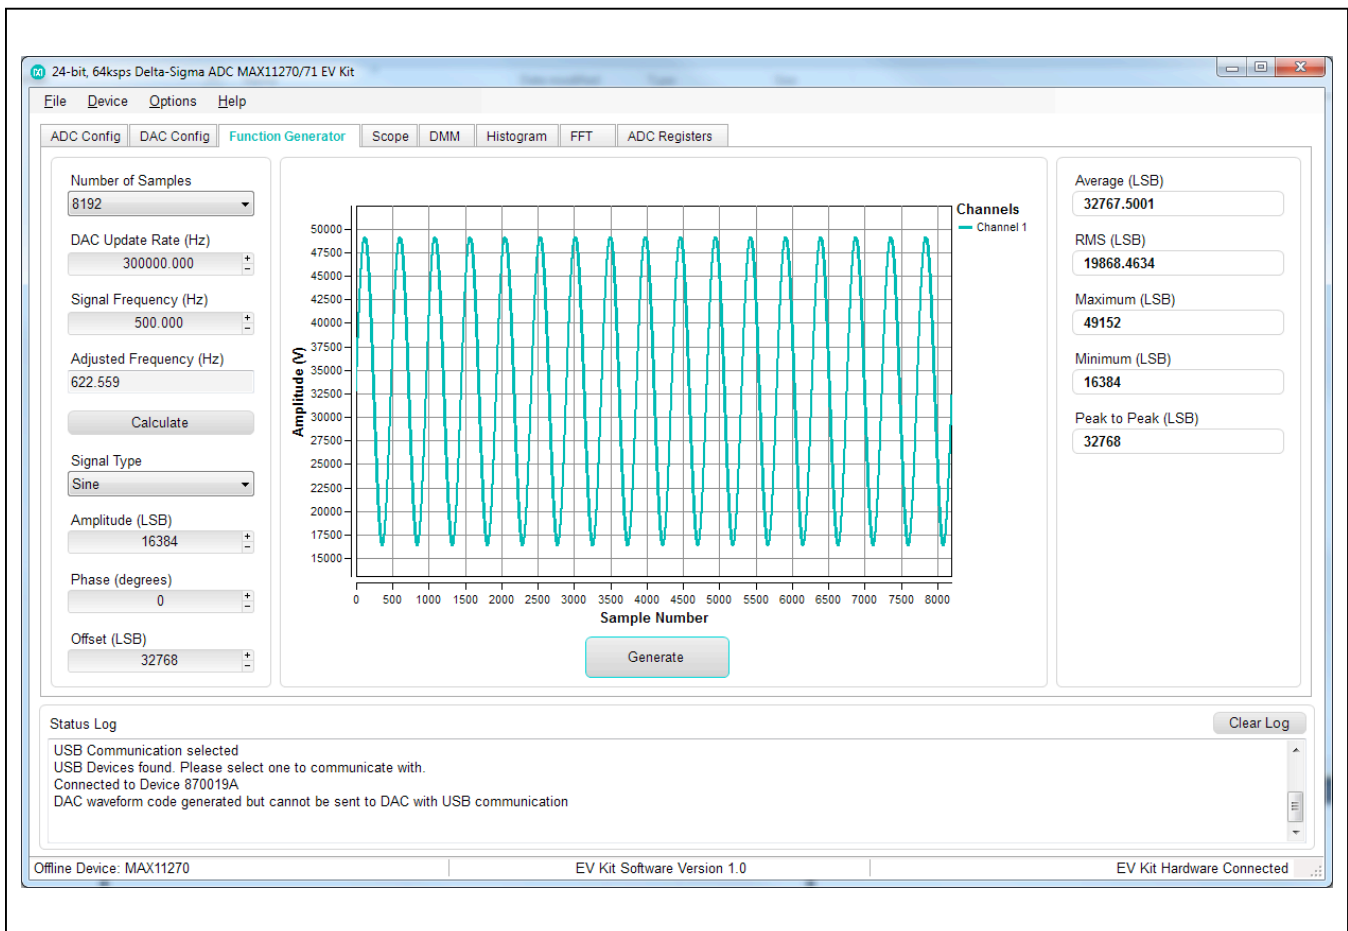 24-bit, 64ksps Delta-Sigma ADC MAX11270/71 EV Kit
File Device Options Help
ADC Config DAC Config Function Generator Scope DMM Histogram FFT ADC Registers
Number of Samples
8192
DAC Update Rate (Hz)
300000.000
Signal Frequency (Hz)
500.000
Adjusted Frequency (Hz)
622.559
Calculate
Signal Type
Sine
Amplitude (LSB)
16384
Phase (degrees)
0
Offset (LSB)
32768
Amplitude (V)
50000
47500
45000
42500
40000
37500
35000
32500
30000
27500
25000
22500
20000
17500
15000
0 500 1000 1500 2000 2500 3000 3500 4000 4500 5000 5500 6000 6500 7000 7500 8000
Sample Number
Channels
Channel 1
Generate
Average (LSB)
32767.5001
RMS (LSB)
19868.4634
Maximum (LSB)
49152
Minimum (LSB)
16384
Peak to Peak (LSB)
32768
Status Log
Clear Log
USB Communication selected
USB Devices found. Please select one to communicate with.
Connected to Device 870019A
DAC waveform code generated but cannot be sent to DAC with USB communication
Offline Device: MAX11270
EV Kit Software Version 1.0
EV Kit Hardware Connected